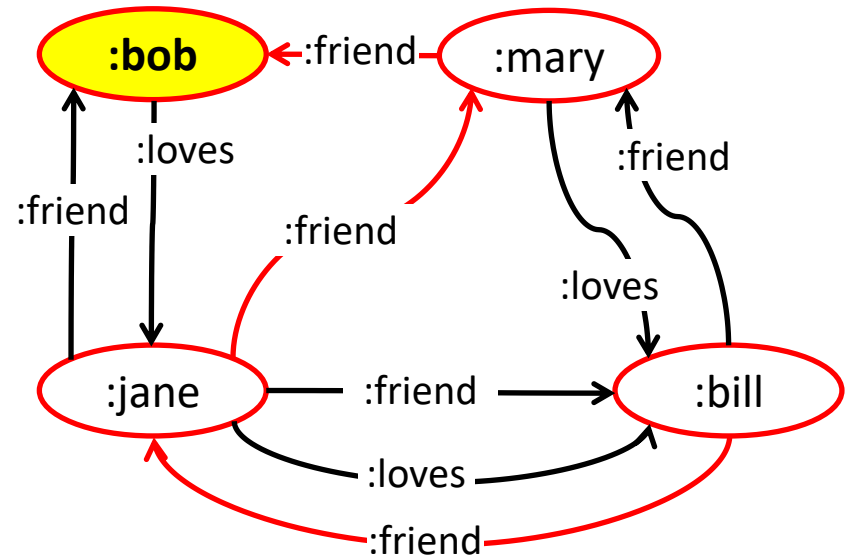 :bob
:friend
:mary
:loves
:friend
:friend
:friend
:loves
:jane
:friend
:bill
:loves
:friend